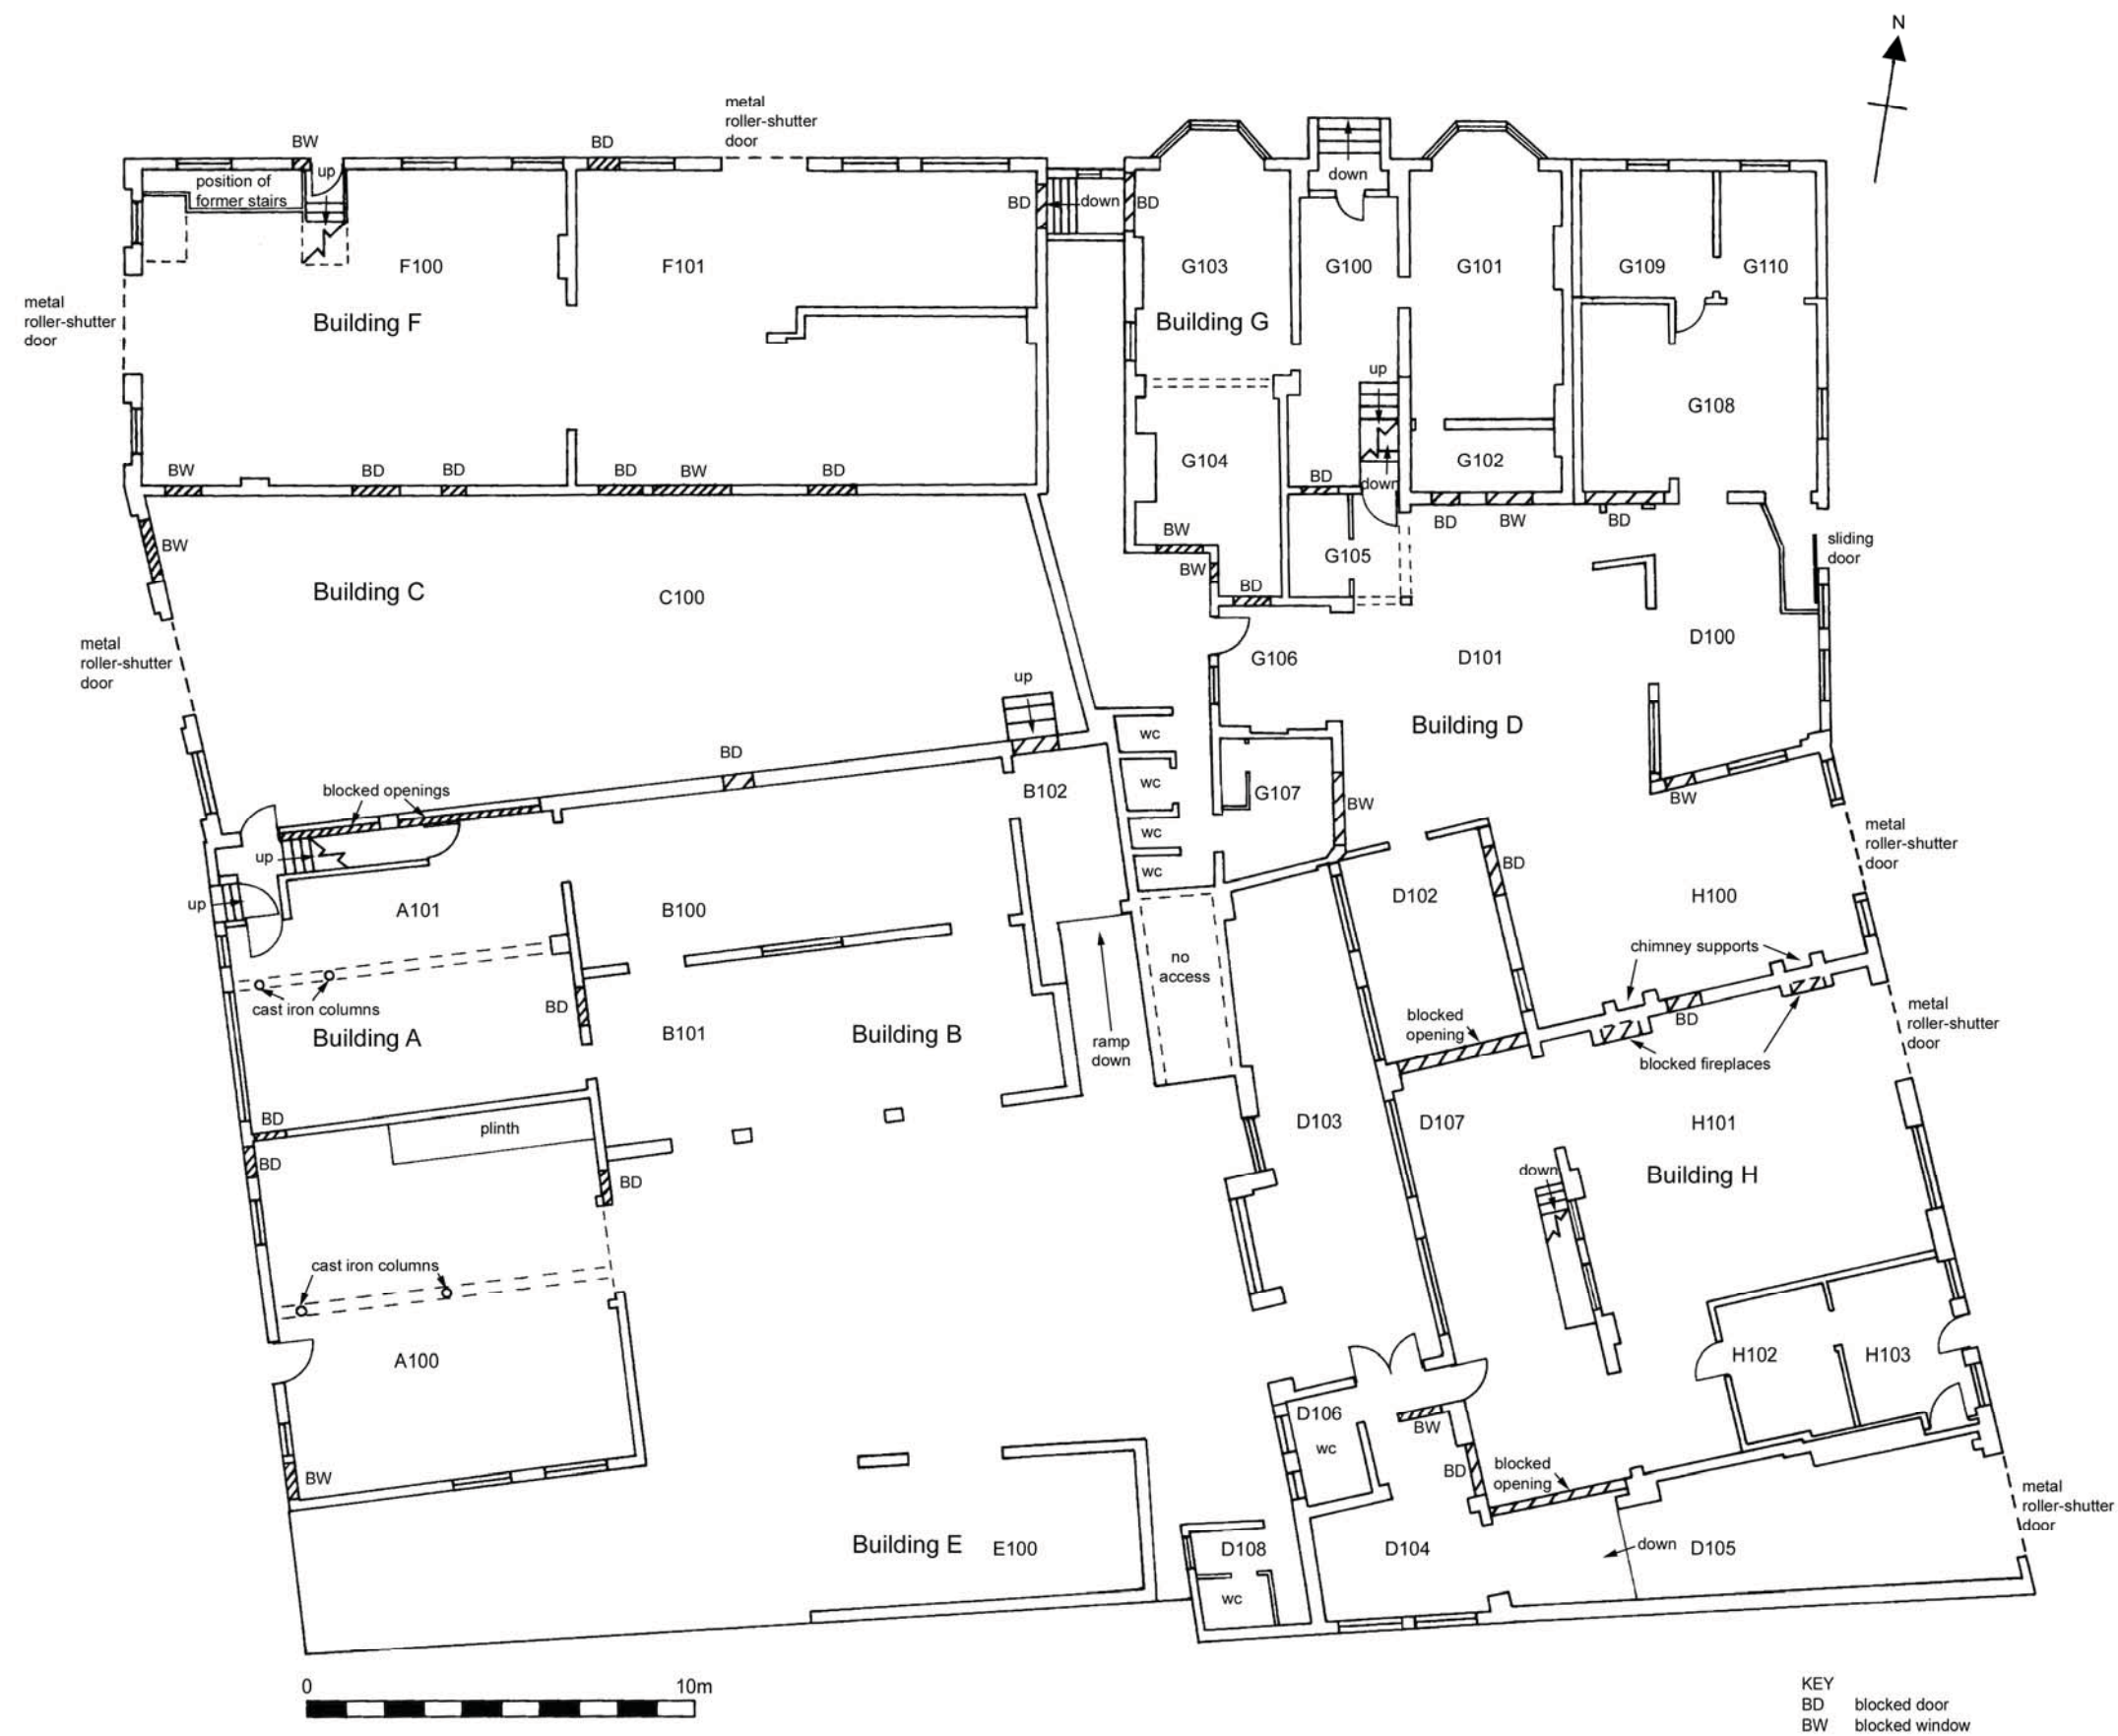 N
metal
roller-shutter
door
BW
BD
up
position of
former stairs
down
BD
down
BD
F100
F101
G103
G100
G101
G109
G110
metal
roller-shutter
door
Building F
Building G
up
G108
BW
BD
BD
BD
BW
BD
G104
G102
BD
down
BW
BD
BW
BD
BW
G105
sliding
door
BW
BD
Building C
C100
D100
metal
roller-shutter
door
G106
D101
up
Building D
wc
BD
wc
blocked openings
B102
G107
BW
BW
wc
metal
roller-shutter
door
up
wc
BD
up
A101
B100
D102
H100
chimney supports
no
access
cast iron columns
BD
blocked
opening
BD
metal
roller-shutter
door
Building A
B101
Building B
ramp
down
blocked fireplaces
BD
plinth
D103
D107
H101
BD
BD
down
Building H
cast iron columns
A100
H102
H103
D106
BW
wc
BW
BD
blocked
opening
metal
roller-shutter
door
Building E
E100
D108
D104
down
D105
wc
0
10m
KEY
BD blocked door
BW blocked window